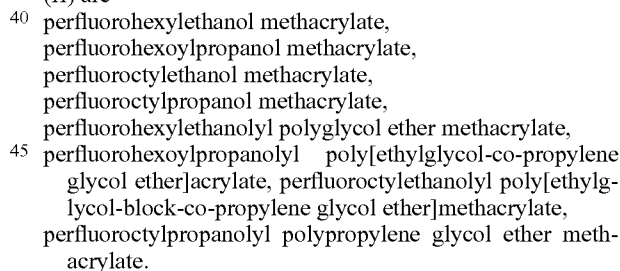 (II) are
40 perfluorohexylethanol methacrylate,
perfluorohexoylpropanol methacrylate,
perfluoroctylethanol methacrylate,
perfluoroctylpropanol methacrylate,
perfluorohexylethanolyl polyglycol ether methacrylate,
45 perfluorohexoylpropanolyl poly[ethylglycol-co-propylene
glycol ether]acrylate, perfluoroctylethanolyl poly[ethylg-
lycol-block-co-propylene glycol ether]methacrylate,
perfluoroctylpropanolyl polypropylene glycol ether meth-
acrylate.